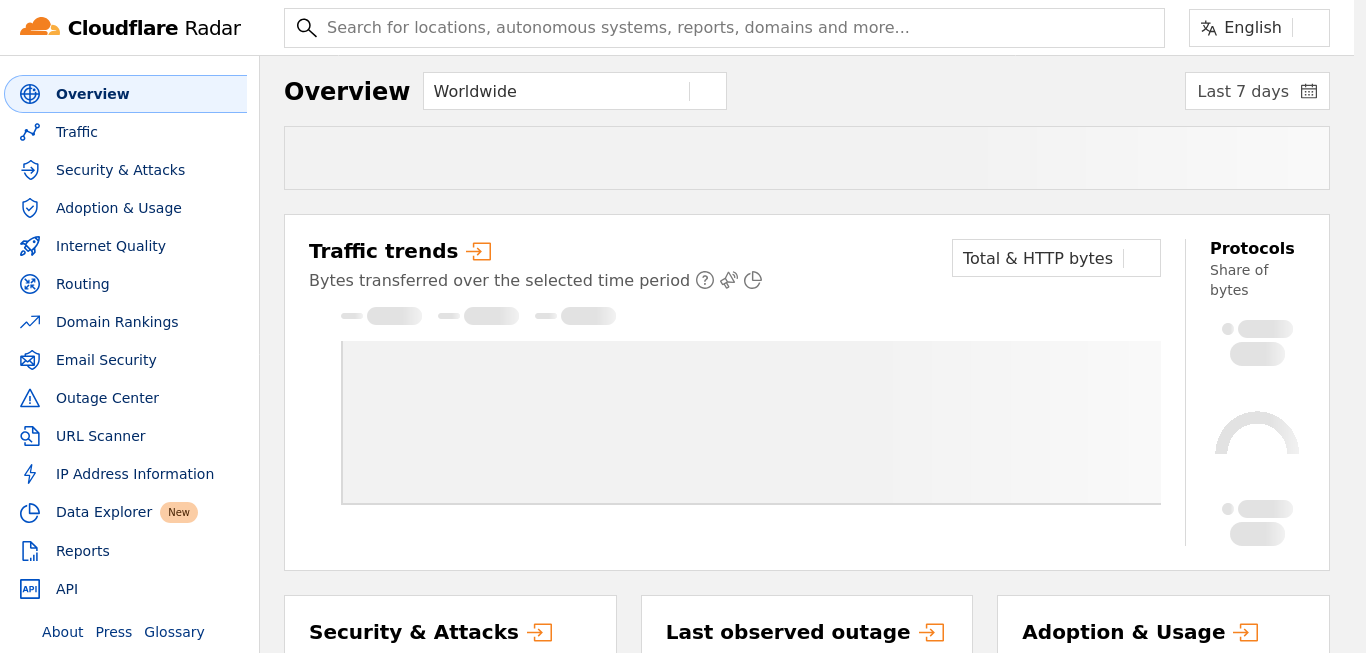 Cloudflare Radar
Search for locations, autonomous systems, reports, domains and more...
English
Overview
Traffic
Security & Attacks
Adoption & Usage
Internet Quality
Routing
Domain Rankings
Email Security
Outage Center
URL Scanner
IP Address Information
Data Explorer New
Reports
API API
About Press Glossary
Overview
Worldwide
Last 7 days
Traffic trends
Bytes transferred over the selected time period ?
Total & HTTP bytes
Protocols
Share of
bytes
Security & Attacks
Last observed outage
Adoption & Usage